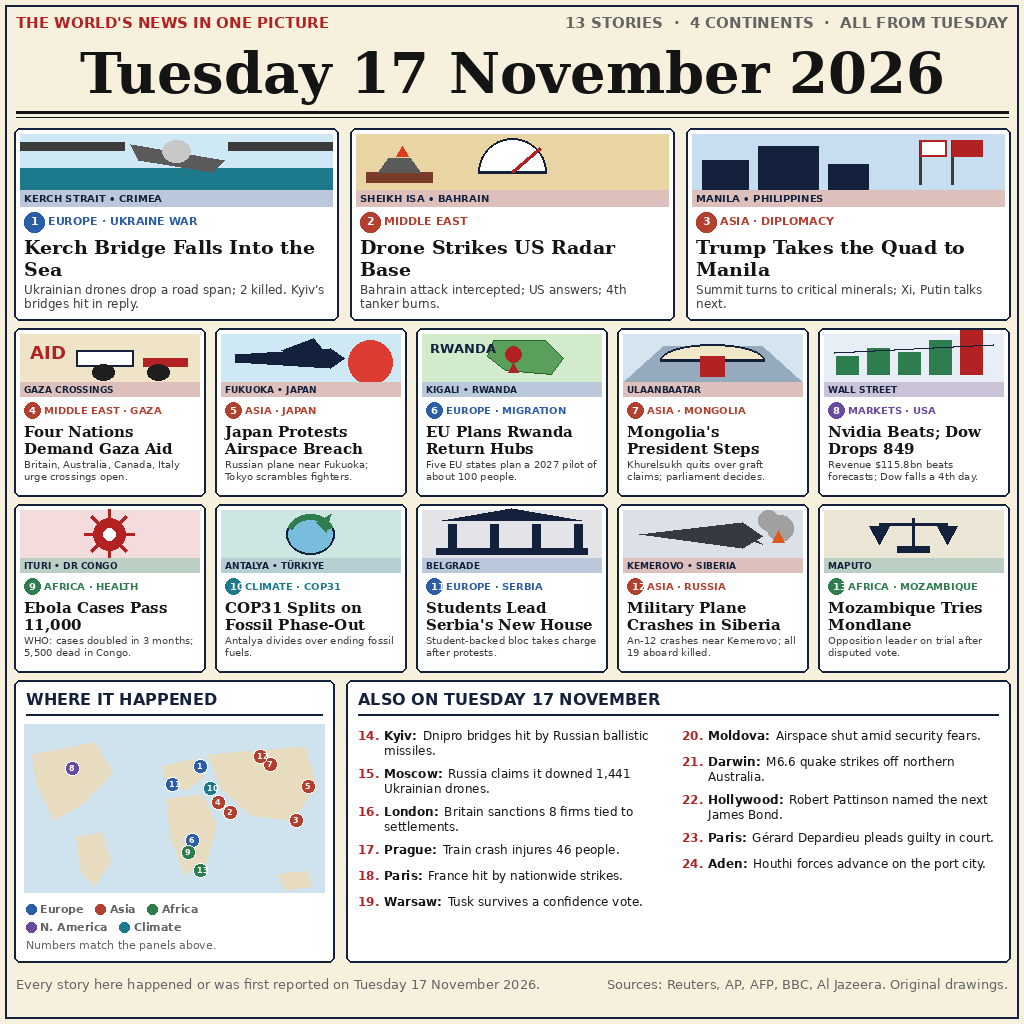 THE WORLD'S NEWS IN ONE PICTURE
13 STORIES · 4 CONTINENTS · ALL FROM TUESDAY
Tuesday 17 November 2026
KERCH STRAIT • CRIMEA
1 EUROPE · UKRAINE WAR
Kerch Bridge Falls Into the
Sea
Ukrainian drones drop a road span; 2 killed. Kyiv's
bridges hit in reply.
SHEIKH ISA • BAHRAIN
2 MIDDLE EAST
Drone Strikes US Radar
Base
Bahrain attack intercepted; US answers; 4th
tanker burns.
MANILA • PHILIPPINES
3 ASIA · DIPLOMACY
Trump Takes the Quad to
Manila
Summit turns to critical minerals; Xi, Putin talks
next.
AID
GAZA CROSSINGS
4 MIDDLE EAST · GAZA
Four Nations
Demand Gaza Aid
Britain, Australia, Canada, Italy
urge crossings open.
FUKUOKA • JAPAN
5 ASIA · JAPAN
Japan Protests
Airspace Breach
Russian plane near Fukuoka;
Tokyo scrambles fighters.
RWANDA
KIGALI • RWANDA
6 EUROPE · MIGRATION
EU Plans Rwanda
Return Hubs
Five EU states plan a 2027 pilot of
about 100 people.
ULAANBAATAR
7 ASIA · MONGOLIA
Mongolia's
President Steps
Khurelsukh quits over graft
claims; parliament decides.
WALL STREET
8 MARKETS · USA
Nvidia Beats; Dow
Drops 849
Revenue $115.8bn beats
forecasts; Dow falls a 4th day.
ITURI • DR CONGO
9 AFRICA · HEALTH
Ebola Cases Pass
11,000
WHO: cases doubled in 3 months;
5,500 dead in Congo.
ANTALYA • TÜRKIYE
10 CLIMATE · COP31
COP31 Splits on
Fossil Phase-Out
Antalya divides over ending fossil
fuels.
BELGRADE
11 EUROPE · SERBIA
Students Lead
Serbia's New House
Student-backed bloc takes charge
after protests.
KEMEROVO • SIBERIA
12 ASIA · RUSSIA
Military Plane
Crashes in Siberia
An-12 crashes near Kemerovo; all
19 aboard killed.
MAPUTO
13 AFRICA · MOZAMBIQUE
Mozambique Tries
Mondlane
Opposition leader on trial after
disputed vote.
WHERE IT HAPPENED
8
1
11
10
4
2
12
7
5
3
6
9
13
Europe Asia Africa
N. America Climate
Numbers match the panels above.
ALSO ON TUESDAY 17 NOVEMBER
14. Kyiv: Dnipro bridges hit by Russian ballistic
missiles.
15. Moscow: Russia claims it downed 1,441
Ukrainian drones.
16. London: Britain sanctions 8 firms tied to
settlements.
17. Prague: Train crash injures 46 people.
18. Paris: France hit by nationwide strikes.
19. Warsaw: Tusk survives a confidence vote.
20. Moldova: Airspace shut amid security fears.
21. Darwin: M6.6 quake strikes off northern
Australia.
22. Hollywood: Robert Pattinson named the next
James Bond.
23. Paris: Gérard Depardieu pleads guilty in court.
24. Aden: Houthi forces advance on the port city.
Every story here happened or was first reported on Tuesday 17 November 2026.
Sources: Reuters, AP, AFP, BBC, Al Jazeera. Original drawings.